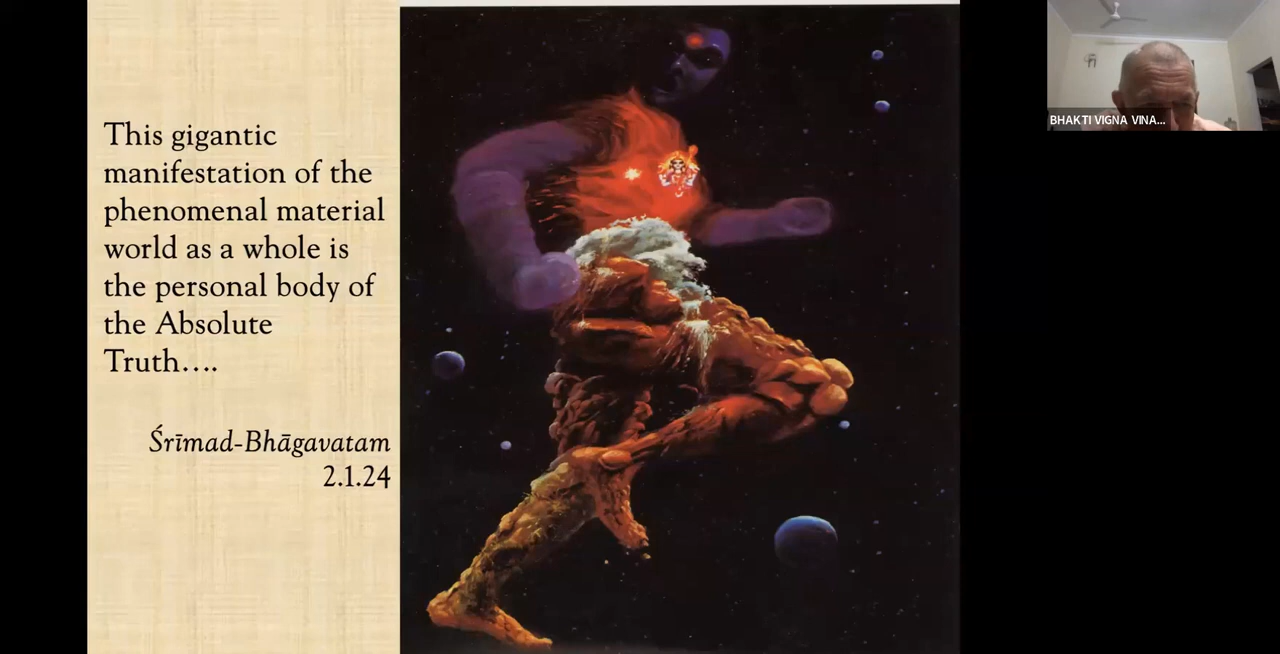 This gigantic
manifestation of the
phenomenal material
world as a whole is
the personal body of
the Absolute
Truth….
Śrīmad-Bhāgavatam
2.1.24
BHAKTI VIGNA VINA...